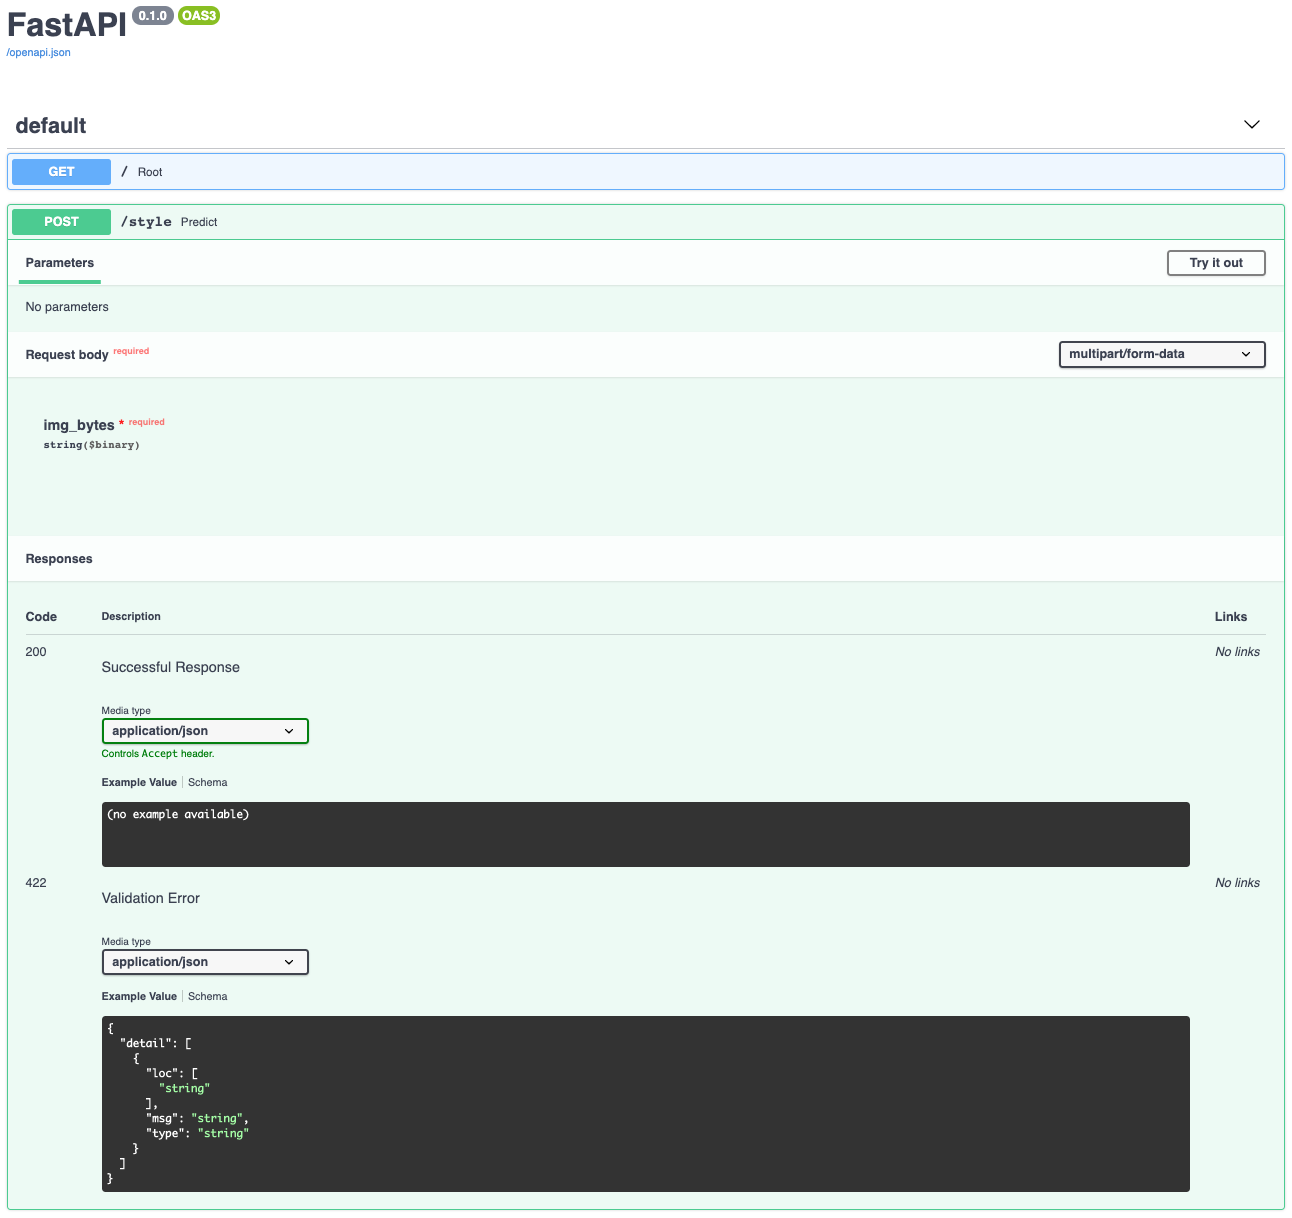 FastAPI 0.1.0 OAS3
/openapi.json
default
GET / Root
POST /style Predict
Parameters Try it out
No parameters
Request body required multipart/form-data
img_bytes * required
string($binary)
Responses
Code Description Links
200 No links
Successful Response
Media type
application/json
Controls Accept header.
Example Value Schema
(no example available)
422 No links
Validation Error
Media type
application/json
Example Value Schema
{
  "detail": [
    {
      "loc": [
        "string"
      ],
      "msg": "string",
      "type": "string"
    }
  ]
}